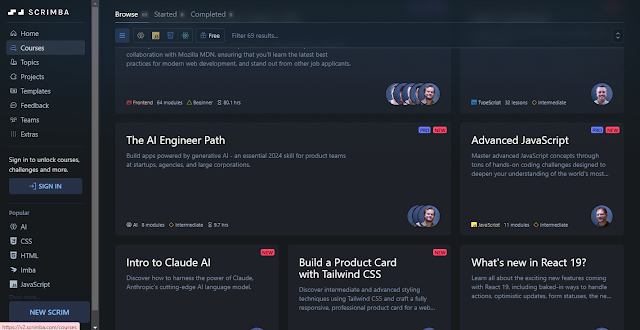 SCRIMBA
Home
Courses
Topics
Projects
Templates
Feedback
Teams
Extras
Sign in to unlock courses,
challenges and more.
SIGN IN
Popular
AI
CSS
HTML
Imba
JavaScript
NEW SCRIM
https://v2.scrimba.com/courses
Browse 69 Started 0 Completed 0
JS Free Filter 69 results...
collaboration with Mozilla MDN, ensuring that you'll learn the latest best
practices for modern web development, and stand out from other job applicants.
Frontend 64 modules Beginner 80.1 hrs
TypeScript 32 lessons Intermediate
The AI Engineer Path
PRO NEW
Build apps powered by generative AI - an essential 2024 skill for product teams
at startups, agencies, and large corporations.
AI 8 modules Intermediate 9.7 hrs
Advanced JavaScript
PRO NEW
Master advanced JavaScript concepts through
tons of hands-on coding challenges designed to
deepen your understanding of the world's most...
JavaScript 11 modules Intermediate
Intro to Claude AI
NEW
Discover how to harness the power of Claude,
Anthropic's cutting-edge AI language model.
Build a Product Card
with Tailwind CSS
NEW
Discover intermediate and advanced styling
techniques using Tailwind CSS and craft a fully
responsive, professional product card for a web...
What's new in React 19?
Learn all about the exciting new features coming
with React 19, including baked-in ways to handle
actions, optimistic updates, form statuses, the ne...